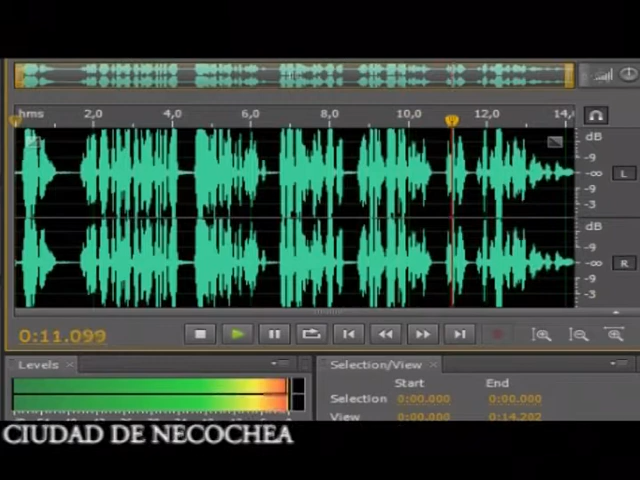 hms 2,0 4,0 6,0 8,0 10,0 12,0 14,
dB
-9
-∞ L
-9
-3
dB
-9
-∞ R
-9
-3
0:11.099
Levels × Selection/View ×
Start End
Selection 0:00.000 0:00.000
View 0:00.000 0:14.202
CIUDAD DE NECOCHEA